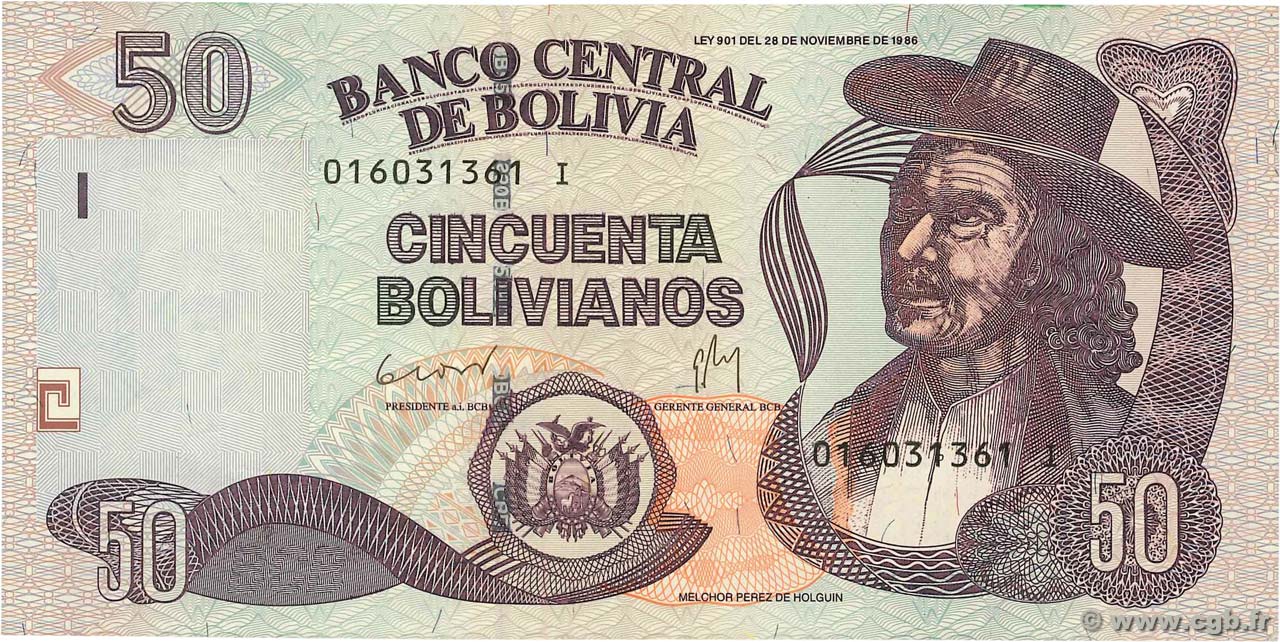 LEY 901 DEL 28 DE NOVIEMBRE DE 1986
50
BANCO CENTRAL
DE BOLIVIA
016031361 I
I
CINCUENTA
BOLIVIANOS
PRESIDENTE a.i. BCB
GERENTE GENERAL BCB
016031361 I
50
50
MELCHOR PEREZ DE HOLGUIN
© www.cgb.fr